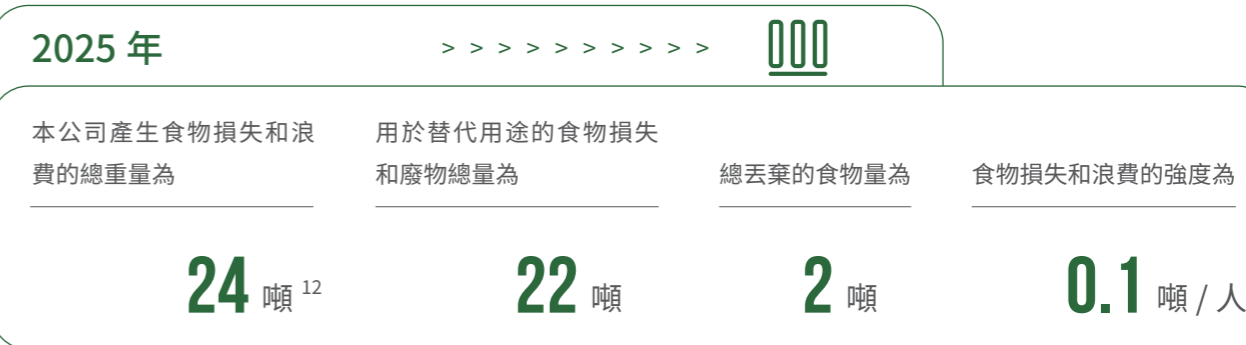 2025 年
> > > > > > > > > >
本公司產生食物損失和浪
費的總重量為
24 噸 12
用於替代用途的食物損失
和廢物總量為
22 噸
總丟棄的食物量為
2 噸
食物損失和浪費的強度為
0.1 噸 / 人